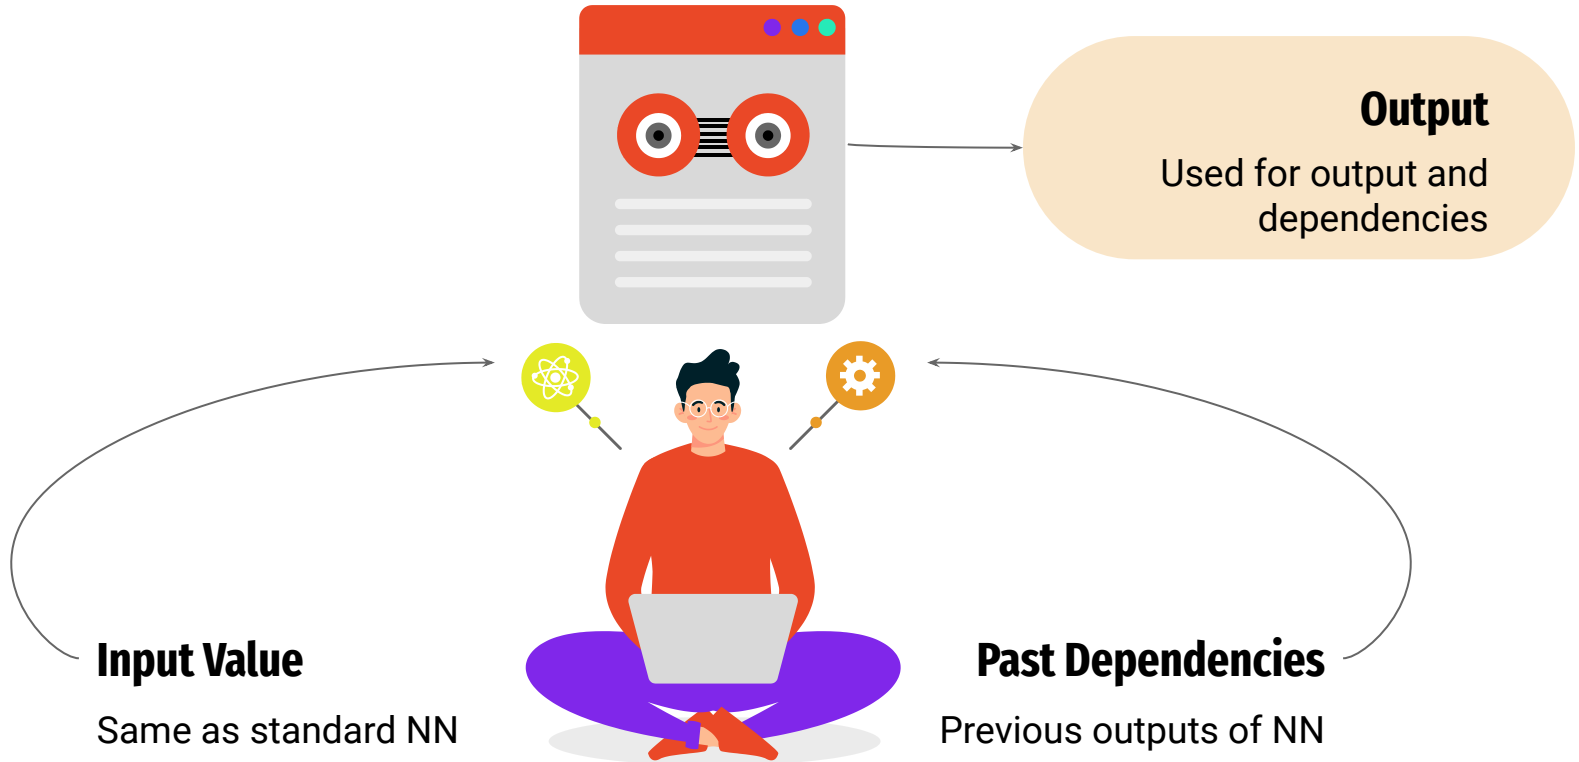 Output
Used for output and
dependencies
Input Value
Same as standard NN
Past Dependencies
Previous outputs of NN